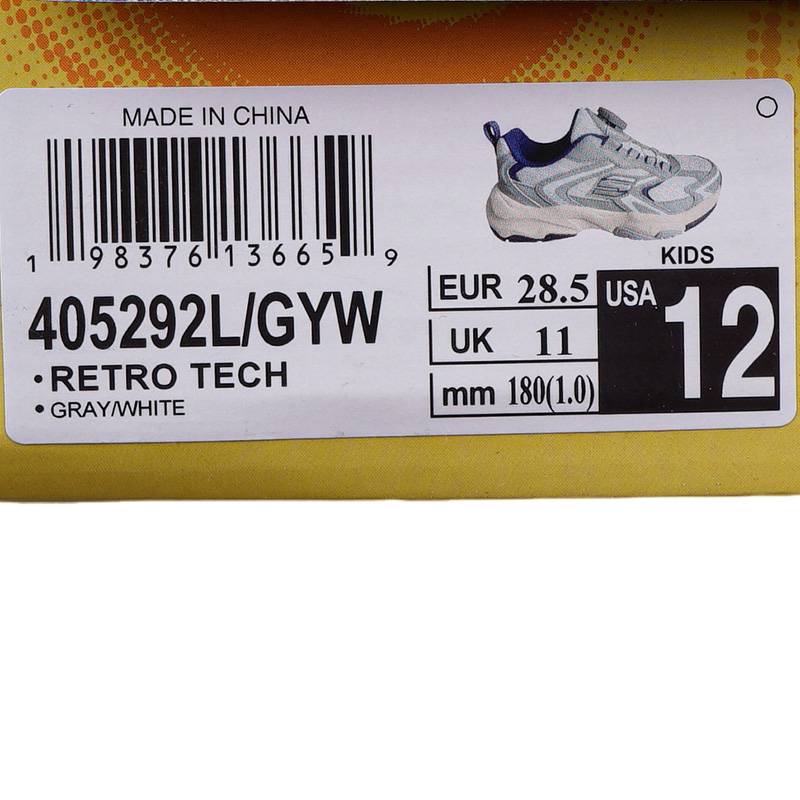 MADE IN CHINA
1 98376 13665 9
405292L/GYW
•RETRO TECH
•GRAY/WHITE
KIDS
EUR 28.5
UK 11
mm 180(1.0)
USA 12